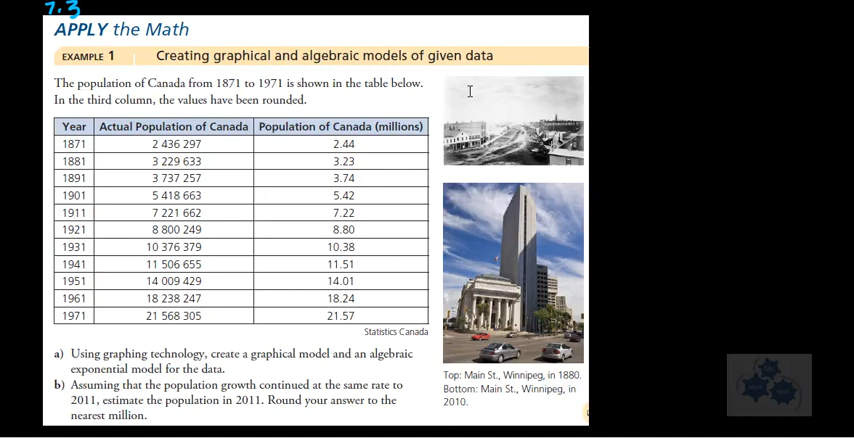 7.3
APPLY the Math
EXAMPLE 1 Creating graphical and algebraic models of given data
The population of Canada from 1871 to 1971 is shown in the table below.
In the third column, the values have been rounded.
Year Actual Population of Canada Population of Canada (millions)
1871 2 436 297 2.44
1881 3 229 633 3.23
1891 3 737 257 3.74
1901 5 418 663 5.42
1911 7 221 662 7.22
1921 8 800 249 8.80
1931 10 376 379 10.38
1941 11 506 655 11.51
1951 14 009 429 14.01
1961 18 238 247 18.24
1971 21 568 305 21.57
Statistics Canada
a) Using graphing technology, create a graphical model and an algebraic
exponential model for the data.
b) Assuming that the population growth continued at the same rate to
2011, estimate the population in 2011. Round your answer to the
nearest million.
Top: Main St., Winnipeg, in 1880.
Bottom: Main St., Winnipeg, in
2010.